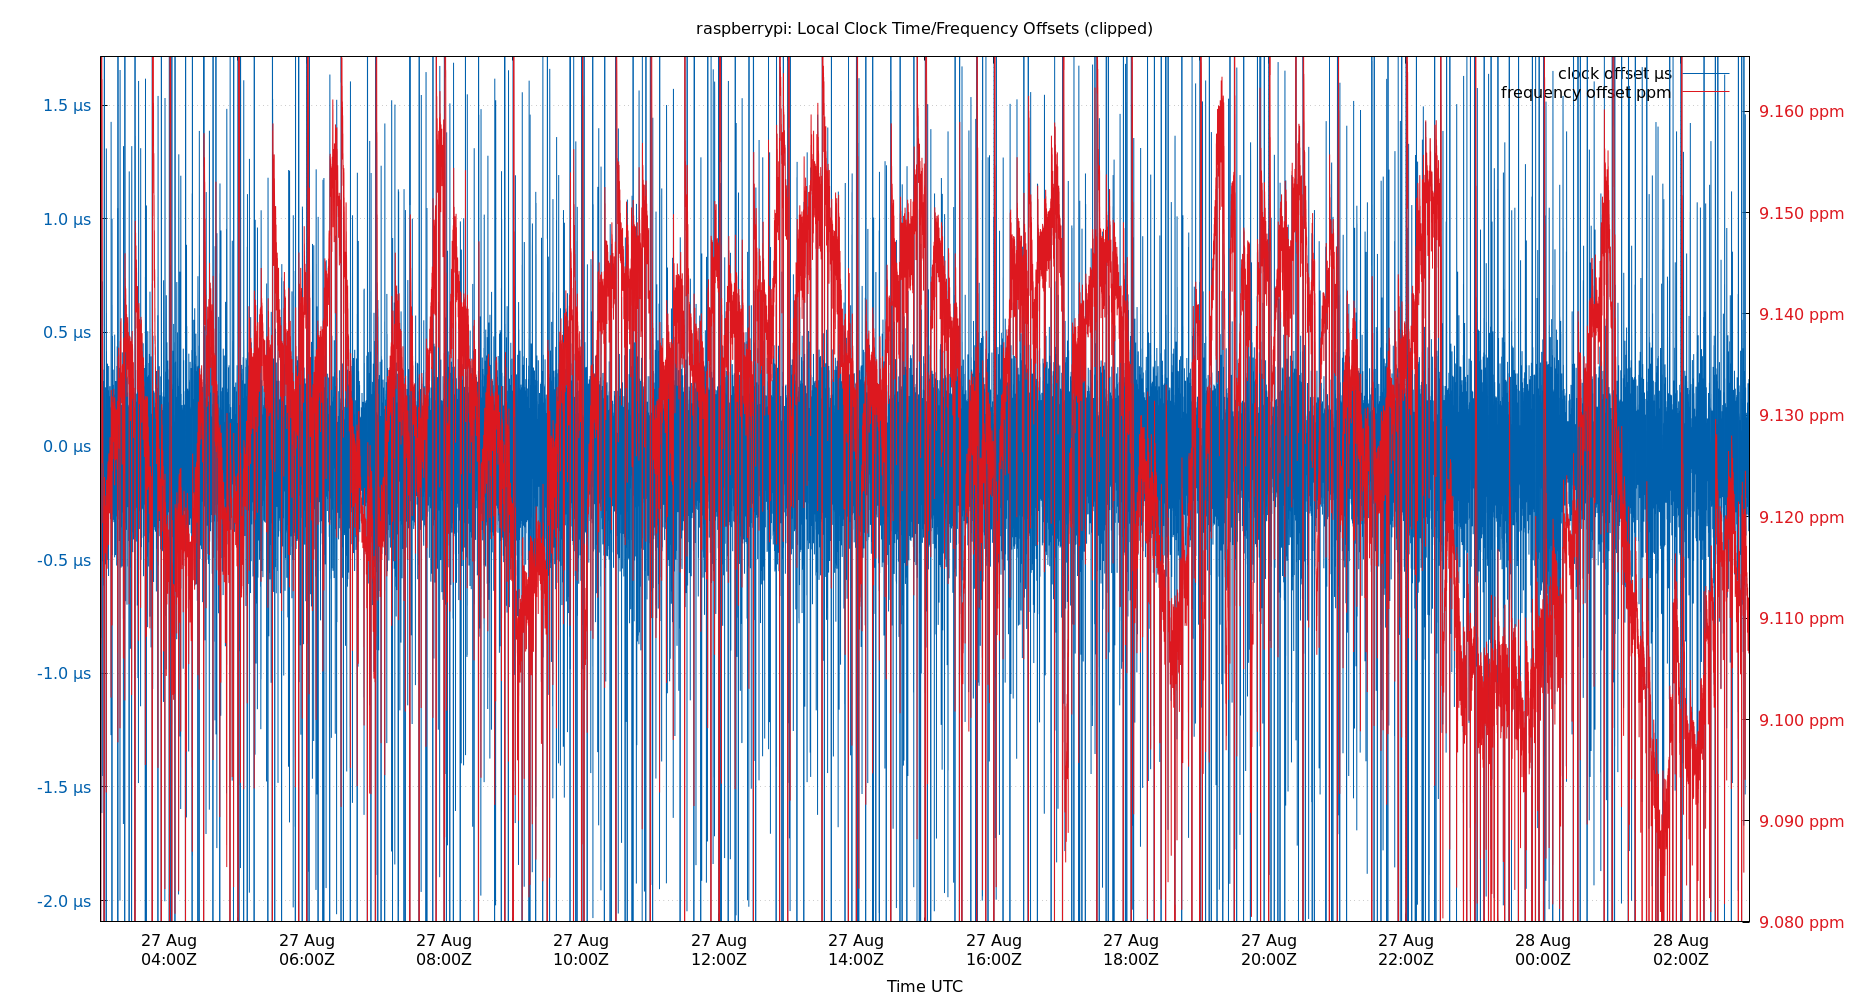 raspberrypi: Local Clock Time/Frequency Offsets (clipped)
clock offset µs
frequency offset ppm
1.5 µs
1.0 µs
0.5 µs
0.0 µs
-0.5 µs
-1.0 µs
-1.5 µs
-2.0 µs
9.160 ppm
9.150 ppm
9.140 ppm
9.130 ppm
9.120 ppm
9.110 ppm
9.100 ppm
9.090 ppm
9.080 ppm
27 Aug 27 Aug 27 Aug 27 Aug 27 Aug 27 Aug 27 Aug 27 Aug 27 Aug 27 Aug 28 Aug 28 Aug
04:00Z 06:00Z 08:00Z 10:00Z 12:00Z 14:00Z 16:00Z 18:00Z 20:00Z 22:00Z 00:00Z 02:00Z
Time UTC